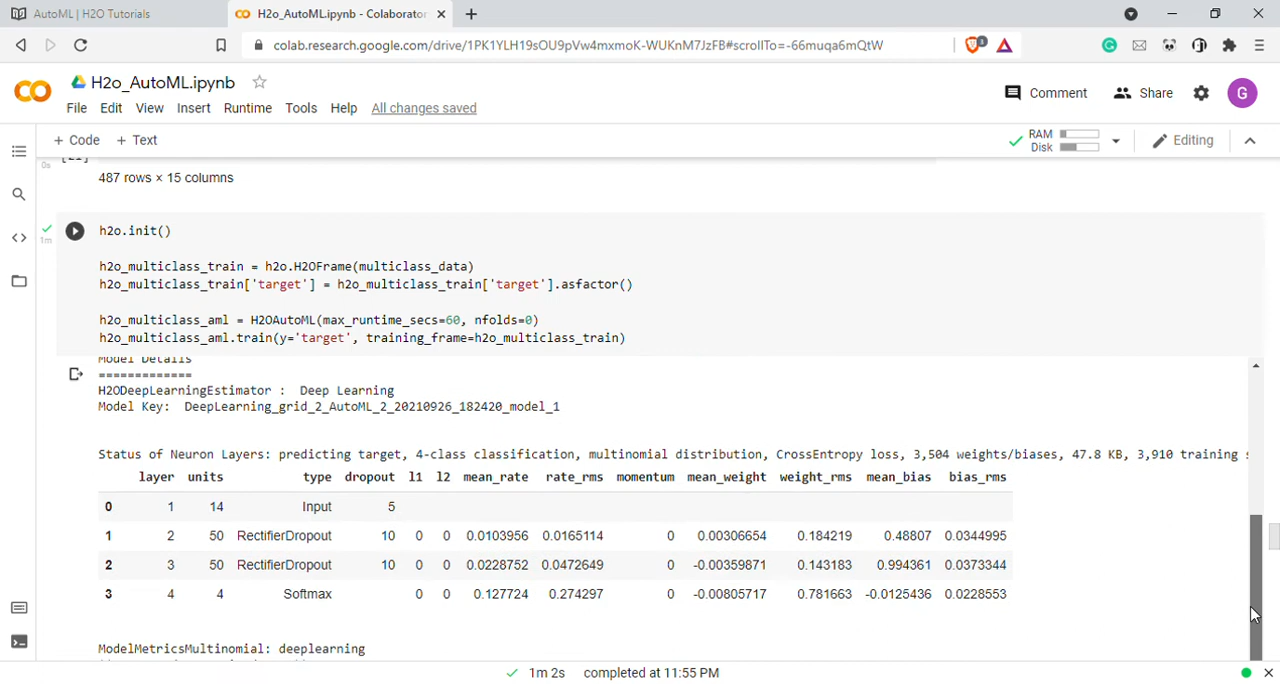 AutoML | H2O Tutorials
H2O_AutoML.ipynb - Colaborator
colab.research.google.com/drive/1PK1YLH19sOU9pVw4mxmoK-WUKnM7JzFB#scrollTo=-66muqa6mQtW
H2o_AutoML.ipynb
File Edit View Insert Runtime Tools Help All changes saved
Comment Share G
+ Code + Text
RAM
Disk
Editing
[21]
0s
487 rows × 15 columns
1m
h2o.init()
h2o_multiclass_train = h2o.H2OFrame(multiclass_data)
h2o_multiclass_train['target'] = h2o_multiclass_train['target'].asfactor()
h2o_multiclass_aml = H2OAutoML(max_runtime_secs=60, nfolds=0)
h2o_multiclass_aml.train(y='target', training_frame=h2o_multiclass_train)
Model Details
=============
H2ODeepLearningEstimator : Deep Learning
Model Key: DeepLearning_grid_2_AutoML_2_20210926_182420_model_1
Status of Neuron Layers: predicting target, 4-class classification, multinomial distribution, CrossEntropy loss, 3,504 weights/biases, 47.8 KB, 3,910 training s
layer units type dropout l1 l2 mean_rate rate_rms momentum mean_weight weight_rms mean_bias bias_rms
0 1 14 Input 5
1 2 50 RectifierDropout 10 0 0 0.0103956 0.0165114 0 0.00306654 0.184219 0.48807 0.0344995
2 3 50 RectifierDropout 10 0 0 0.0228752 0.0472649 0 -0.00359871 0.143183 0.994361 0.0373344
3 4 4 Softmax 0 0 0.127724 0.274297 0 -0.00805717 0.781663 -0.0125436 0.0228553
ModelMetricsMultinomial: deeplearning
1m 2s completed at 11:55 PM